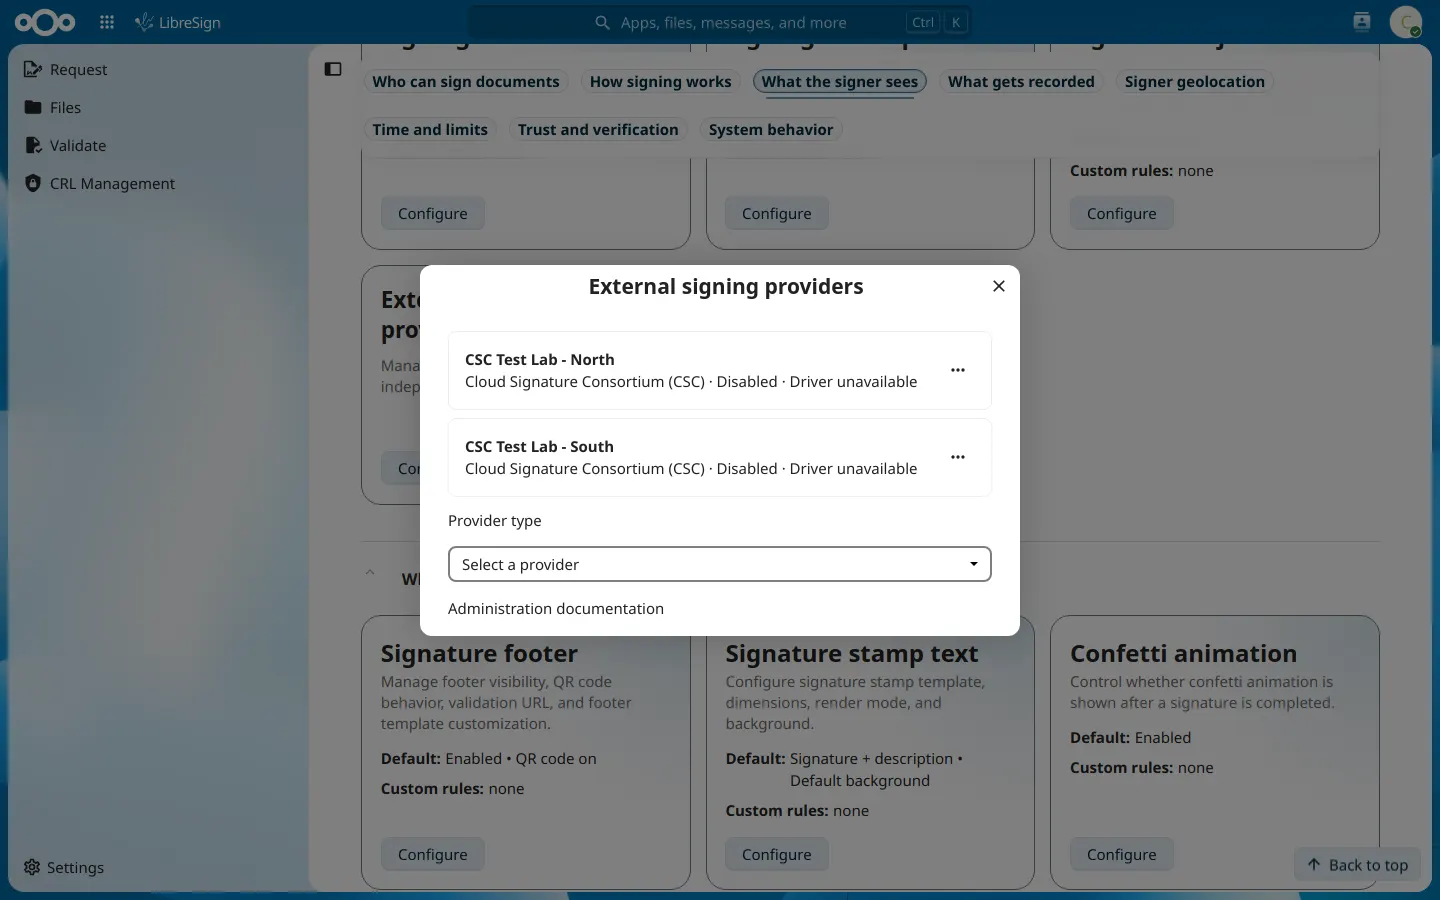 LibreSign
Apps, files, messages, and more
Ctrl
K
C
Request
Files
Validate
CRL Management
Settings
Who can sign documents
How signing works
What the signer sees
What gets recorded
Signer geolocation
Time and limits
Trust and verification
System behavior
Custom rules: none
Configure
Configure
Configure
External signing providers
CSC Test Lab - North
Cloud Signature Consortium (CSC) · Disabled · Driver unavailable
CSC Test Lab - South
Cloud Signature Consortium (CSC) · Disabled · Driver unavailable
Provider type
Select a provider
Administration documentation
Signature footer
Manage footer visibility, QR code
behavior, validation URL, and footer
template customization.
Default: Enabled • QR code on
Custom rules: none
Configure
Signature stamp text
Configure signature stamp template,
dimensions, render mode, and
background.
Default: Signature + description •
Default background
Custom rules: none
Configure
Confetti animation
Control whether confetti animation is
shown after a signature is completed.
Default: Enabled
Custom rules: none
Configure
Back to top